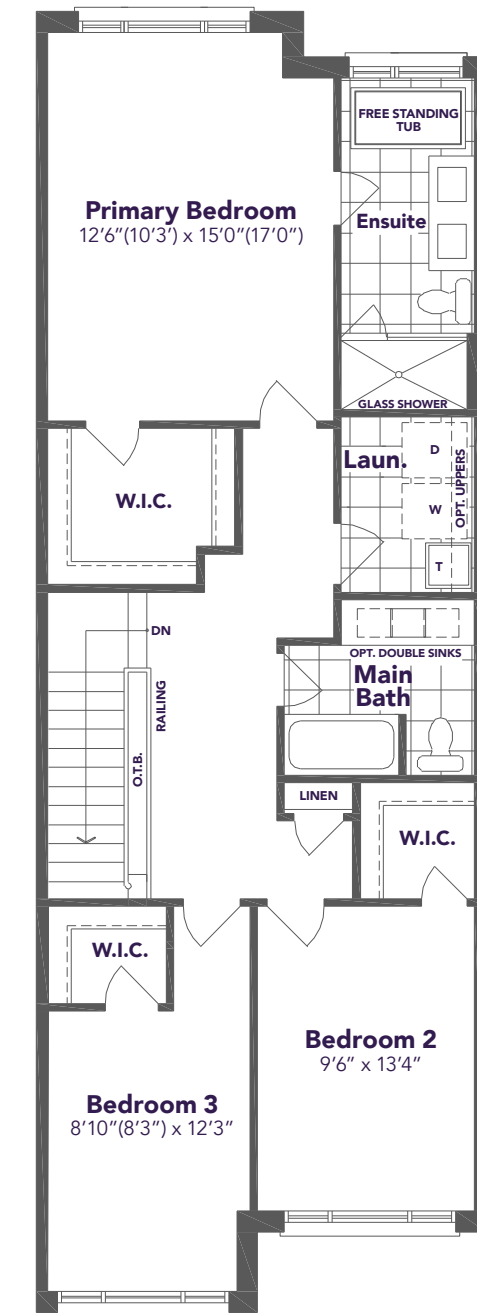 FREE STANDING
TUB
Primary Bedroom
12'6"(10'3') x 15'0"(17'0")
Ensuite
GLASS SHOWER
Laun.
D
W
T
OPT. UPPERS
W.I.C.
DN
RAILING
O.T.B.
OPT. DOUBLE SINKS
Main
Bath
LINEN
W.I.C.
W.I.C.
Bedroom 2
9'6” x 13'4”
Bedroom 3
8'10”(8'3”) x 12'3”